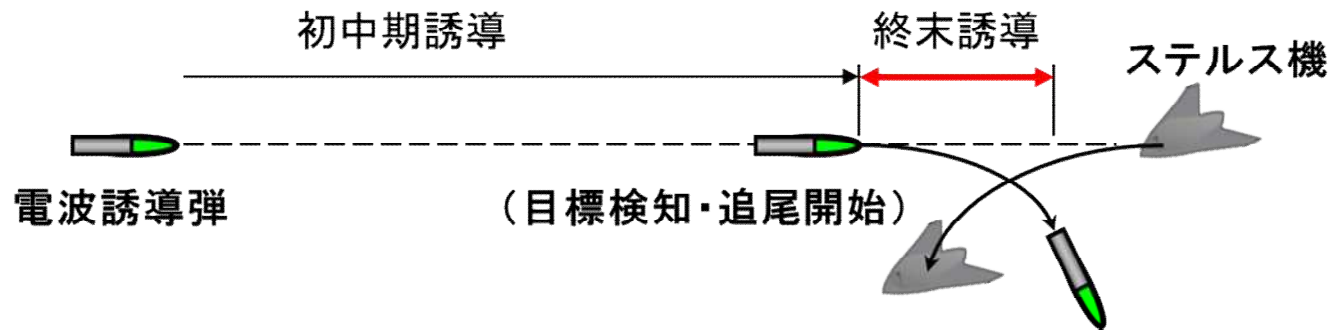 初中期誘導
終末誘導
ステルス機
電波誘導弾
(目標検知・追尾開始)